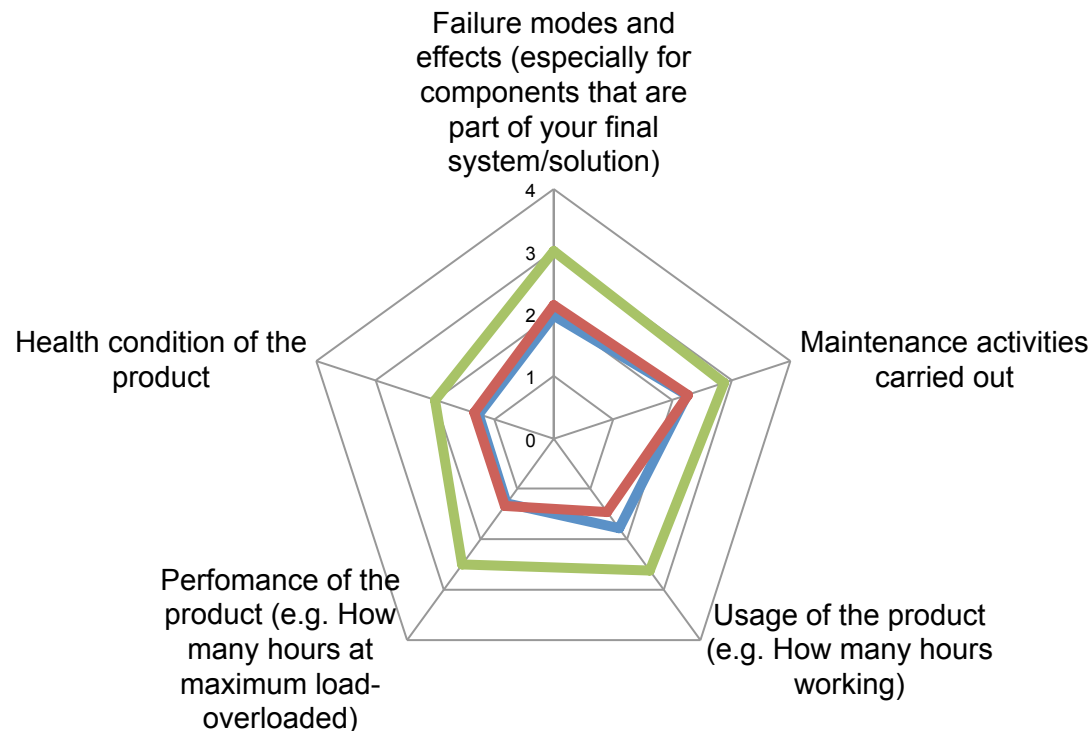 Failure modes and
effects (especially for
components that are
part of your final
system/solution)
4
3
2
1
0
Health condition of the
product
Maintenance activities
carried out
Perfomance of the
product (e.g. How
many hours at
maximum load-
overloaded)
Usage of the product
(e.g. How many hours
working)